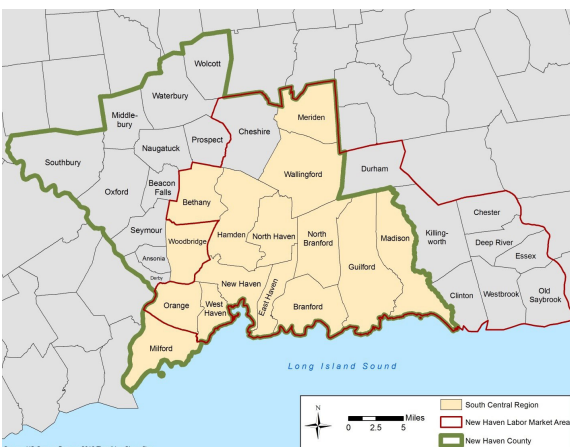 Wolcott
Waterbury
Middle-
bury
Meriden
Southbury
Naugatuck
Prospect
Cheshire
Oxford
Beacon
Falls
Wallingford
Durham
Bethany
Seymour
Chester
Woodbridge
Hamden
North Haven
North
Branford
Madison
Killing-
worth
Deep River
Ansonia
Essex
Derby
Guilford
New Haven
East Haven
Clinton
Westbrook
Old
Saybrook
Orange
West
Haven
Branford
Milford
Long Island Sound
N
Miles
0 2.5 5
South Central Region
New Haven Labor Market Area
New Haven County